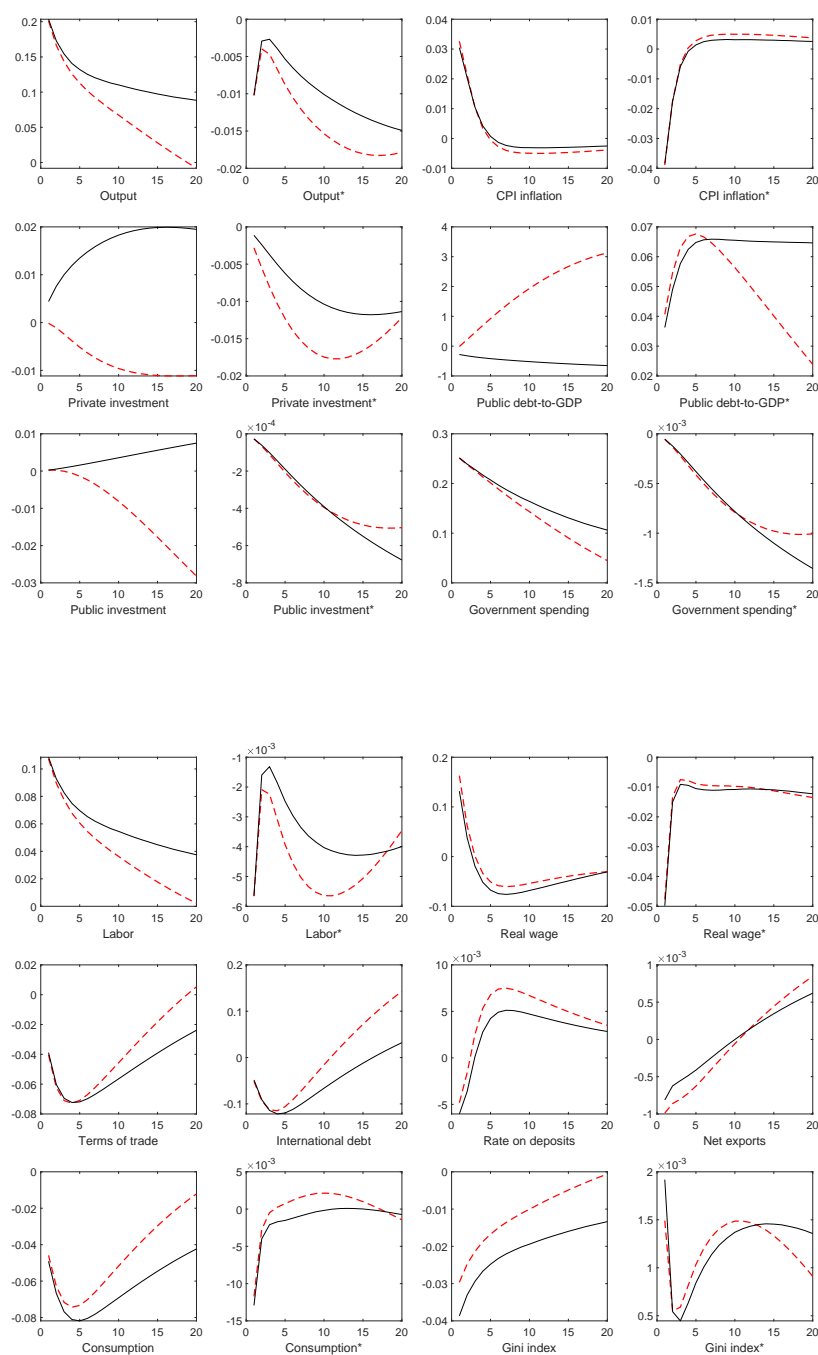 0.2
0.15
0.1
0.05
0
0 5 10 15 20
Output
0
-0.005
-0.01
-0.015
-0.02
0 5 10 15 20
Output*
0.04
0.03
0.02
0.01
0
-0.01
0 5 10 15 20
CPI inflation
0.01
0
-0.01
-0.02
-0.03
-0.04
0 5 10 15 20
CPI inflation*
0.02
0.01
0
-0.01
0 5 10 15 20
Private investment
0
-0.005
-0.01
-0.015
-0.02
0 5 10 15 20
Private investment*
4
3
2
1
0
-1
0 5 10 15 20
Public debt-to-GDP
0.07
0.06
0.05
0.04
0.03
0.02
0 5 10 15 20
Public debt-to-GDP*
0.01
0
-0.01
-0.02
-0.03
0 5 10 15 20
Public investment
×10-4
0
-2
-4
-6
-8
0 5 10 15 20
Public investment*
0.3
0.2
0.1
0
0 5 10 15 20
Government spending
×10-3
0
-0.5
-1
-1.5
0 5 10 15 20
Government spending*
0.1
0.08
0.06
0.04
0.02
0
0 5 10 15 20
Labor
×10-3
-1
-2
-3
-4
-5
-6
0 5 10 15 20
Labor*
0.2
0.1
0
-0.1
0 5 10 15 20
Real wage
0
-0.01
-0.02
-0.03
-0.04
-0.05
0 5 10 15 20
Real wage*
0.02
0
-0.02
-0.04
-0.06
-0.08
0 5 10 15 20
Terms of trade
0.2
0.1
0
-0.1
0 5 10 15 20
International debt
×10-3
10
5
0
-5
0 5 10 15 20
Rate on deposits
×10-3
1
0.5
0
-0.5
-1
0 5 10 15 20
Net exports
0
-0.02
-0.04
-0.06
-0.08
0 5 10 15 20
Consumption
×10-3
5
0
-5
-10
-15
0 5 10 15 20
Consumption*
0
-0.01
-0.02
-0.03
-0.04
0 5 10 15 20
Gini index
×10-3
2
1.5
1
0.5
0 5 10 15 20
Gini index*